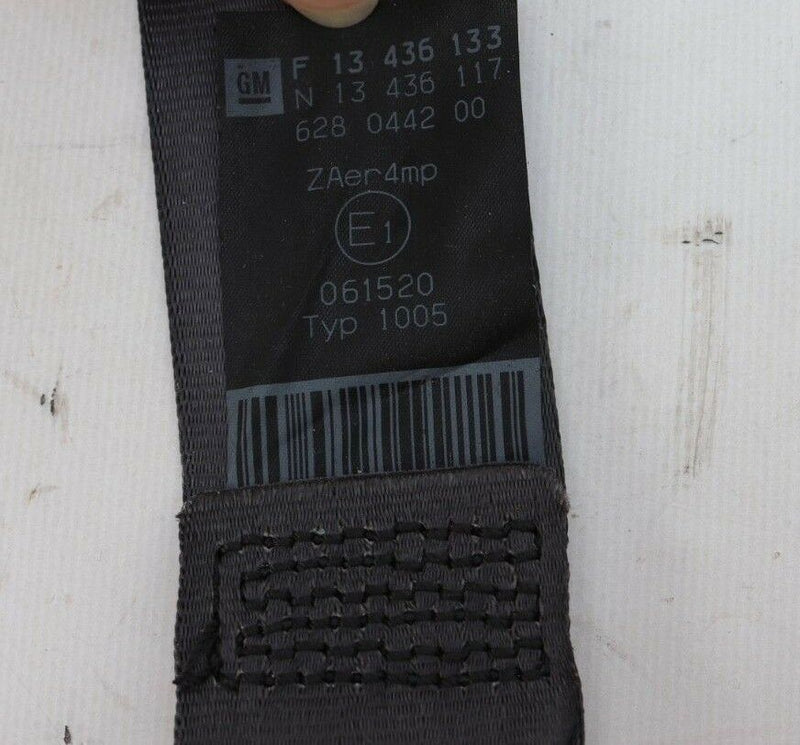 GM
F 13 436 133
N 13 436 117
628 0442 00
ZAer4mp
E1
061520
Typ 1005